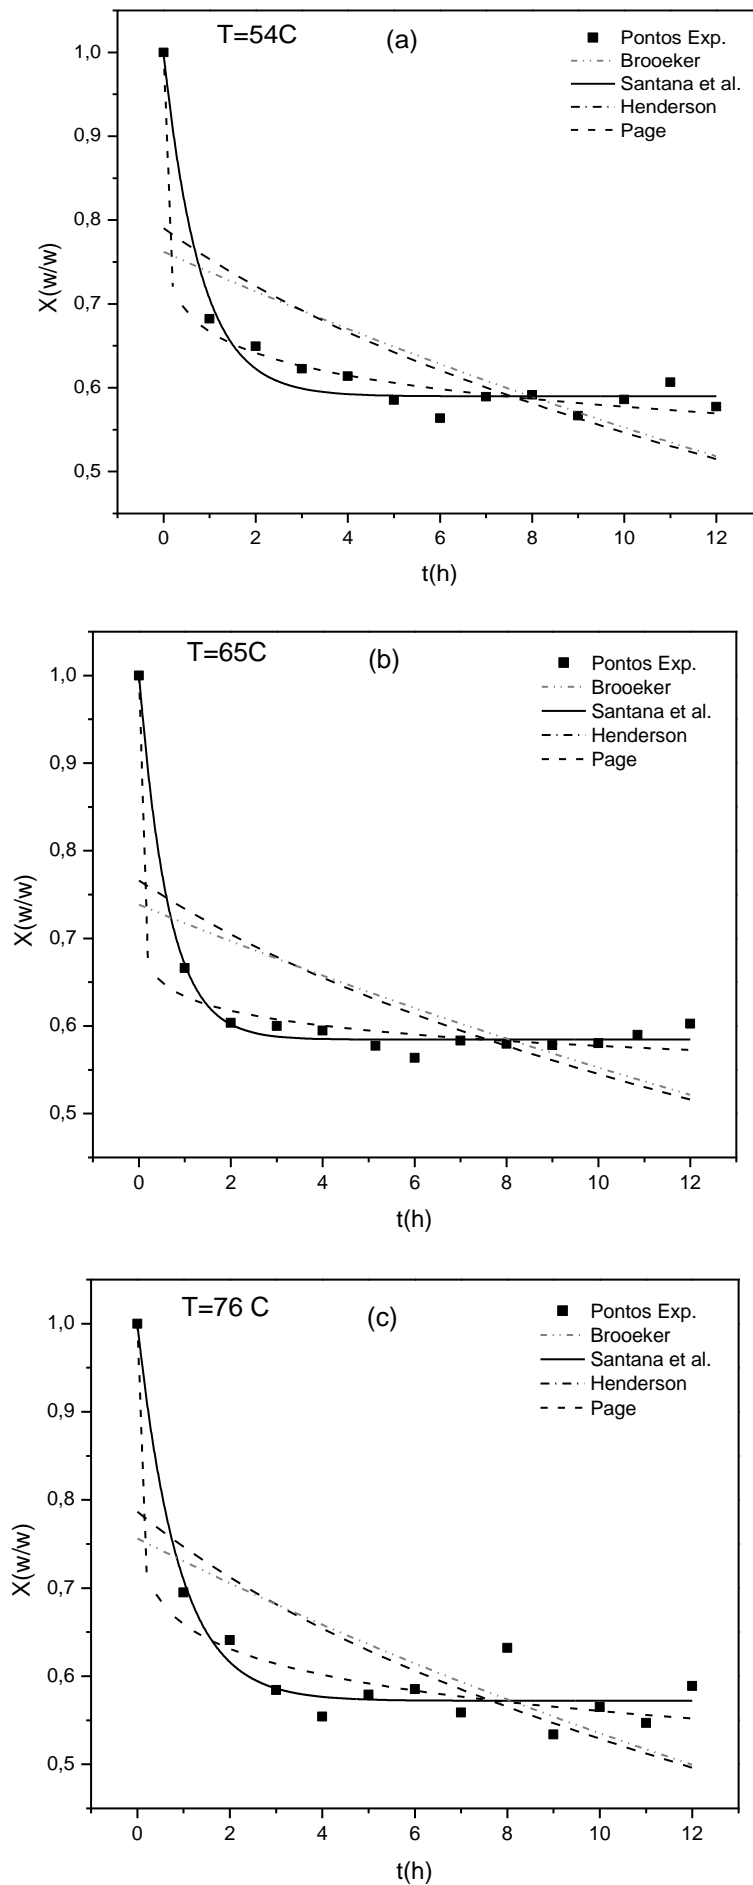 T=54C
(a)
Pontos Exp.
Brooeker
Santana et al.
Henderson
Page
1,0
0,9
0,8
0,7
0,6
0,5
X(w/w)
0 2 4 6 8 10 12
t(h)
T=65C
(b)
Pontos Exp.
Brooeker
Santana et al.
Henderson
Page
1,0
0,9
0,8
0,7
0,6
0,5
X(w/w)
0 2 4 6 8 10 12
t(h)
T=76 C
(c)
Pontos Exp.
Brooeker
Santana et al.
Henderson
Page
1,0
0,9
0,8
0,7
0,6
0,5
X(w/w)
0 2 4 6 8 10 12
t(h)